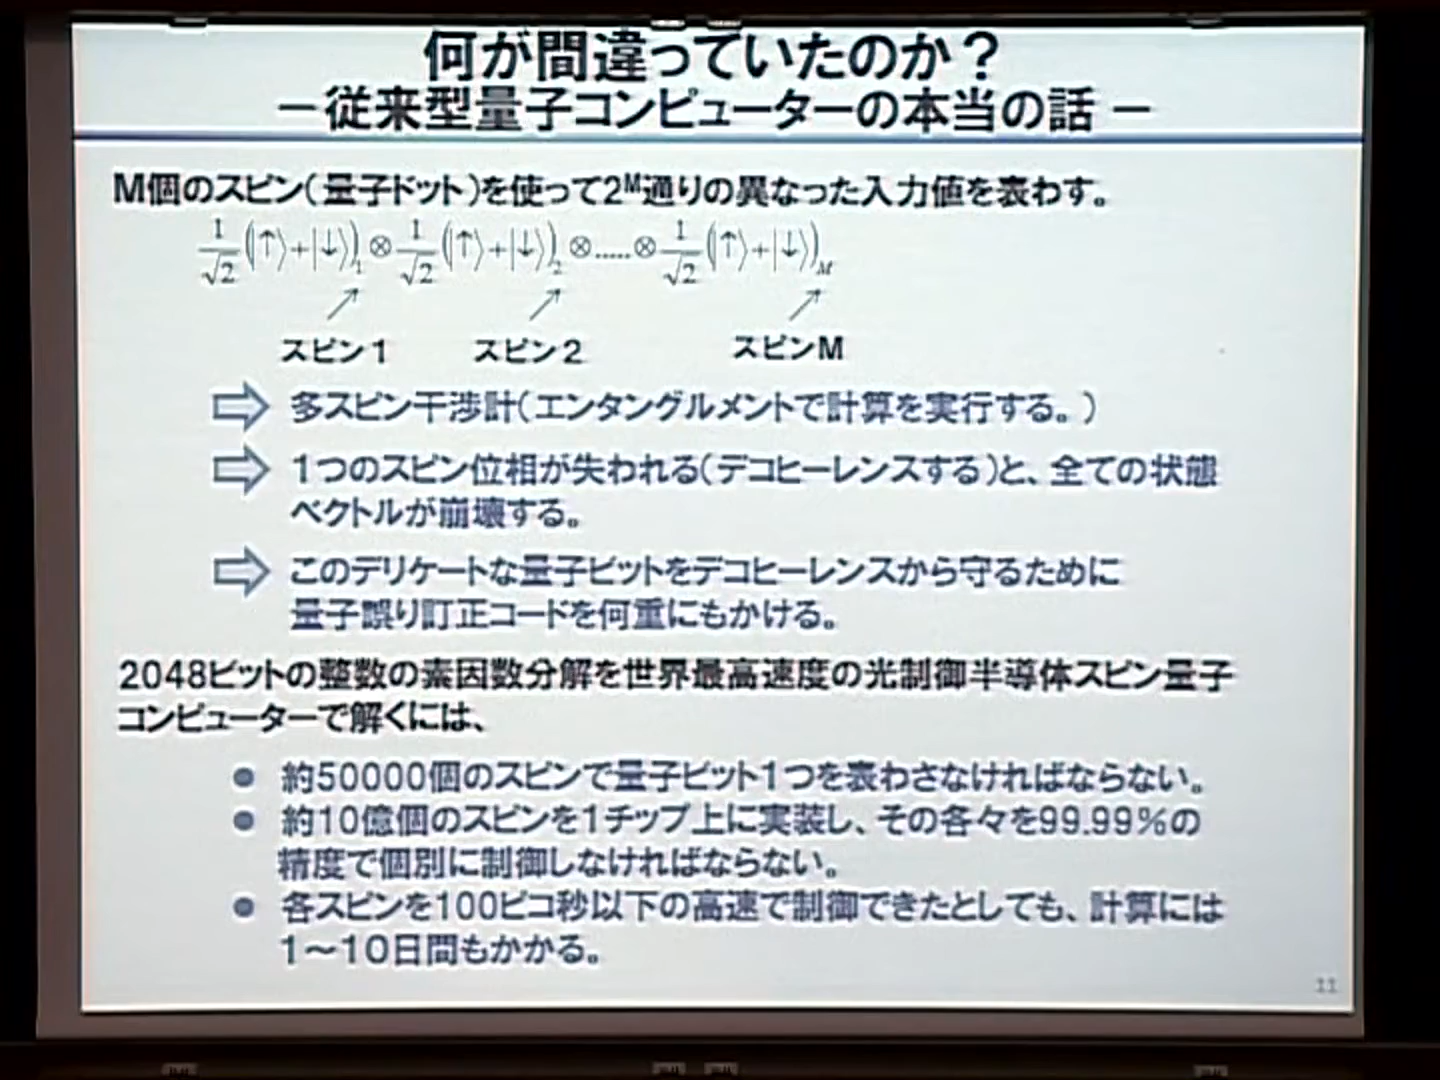 何が間違っていたのか？
－従来型量子コンピューターの本当の話－
M個のスピン（量子ドット）を使って2^M通りの異なった入力値を表わす。
1/√2(|↑⟩+|↓⟩)₁⊗1/√2(|↑⟩+|↓⟩)₂⊗.....⊗1/√2(|↑⟩+|↓⟩)_M
スピン1 スピン2 スピンM
多スピン干渉計（エンタングルメントで計算を実行する。）
1つのスピン位相が失われる（デコヒーレンスする）と、全ての状態
ベクトルが崩壊する。
このデリケートな量子ビットをデコヒーレンスから守るために
量子誤り訂正コードを何重にもかける。
2048ビットの整数の素因数分解を世界最高速度の光制御半導体スピン量子
コンピューターで解くには、
● 約50000個のスピンで量子ビット1つを表わさなければならない。
● 約10億個のスピンを1チップ上に実装し、その各々を99.99％の
精度で個別に制御しなければならない。
● 各スピンを100ピコ秒以下の高速で制御できたとしても、計算には
1～10日間もかかる。
11